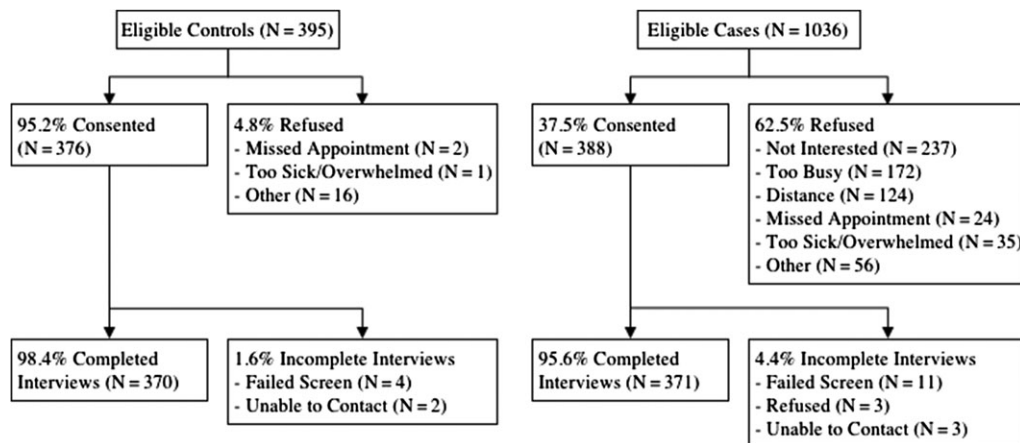 Eligible Controls (N = 395)
95.2% Consented
(N = 376)
4.8% Refused
- Missed Appointment (N = 2)
- Too Sick/Overwhelmed (N = 1)
- Other (N = 16)
98.4% Completed
Interviews (N = 370)
1.6% Incomplete Interviews
- Failed Screen (N = 4)
- Unable to Contact (N = 2)
Eligible Cases (N = 1036)
37.5% Consented
(N = 388)
62.5% Refused
- Not Interested (N = 237)
- Too Busy (N = 172)
- Distance (N = 124)
- Missed Appointment (N = 24)
- Too Sick/Overwhelmed (N = 35)
- Other (N = 56)
95.6% Completed
Interviews (N = 371)
4.4% Incomplete Interviews
- Failed Screen (N = 11)
- Refused (N = 3)
- Unable to Contact (N = 3)